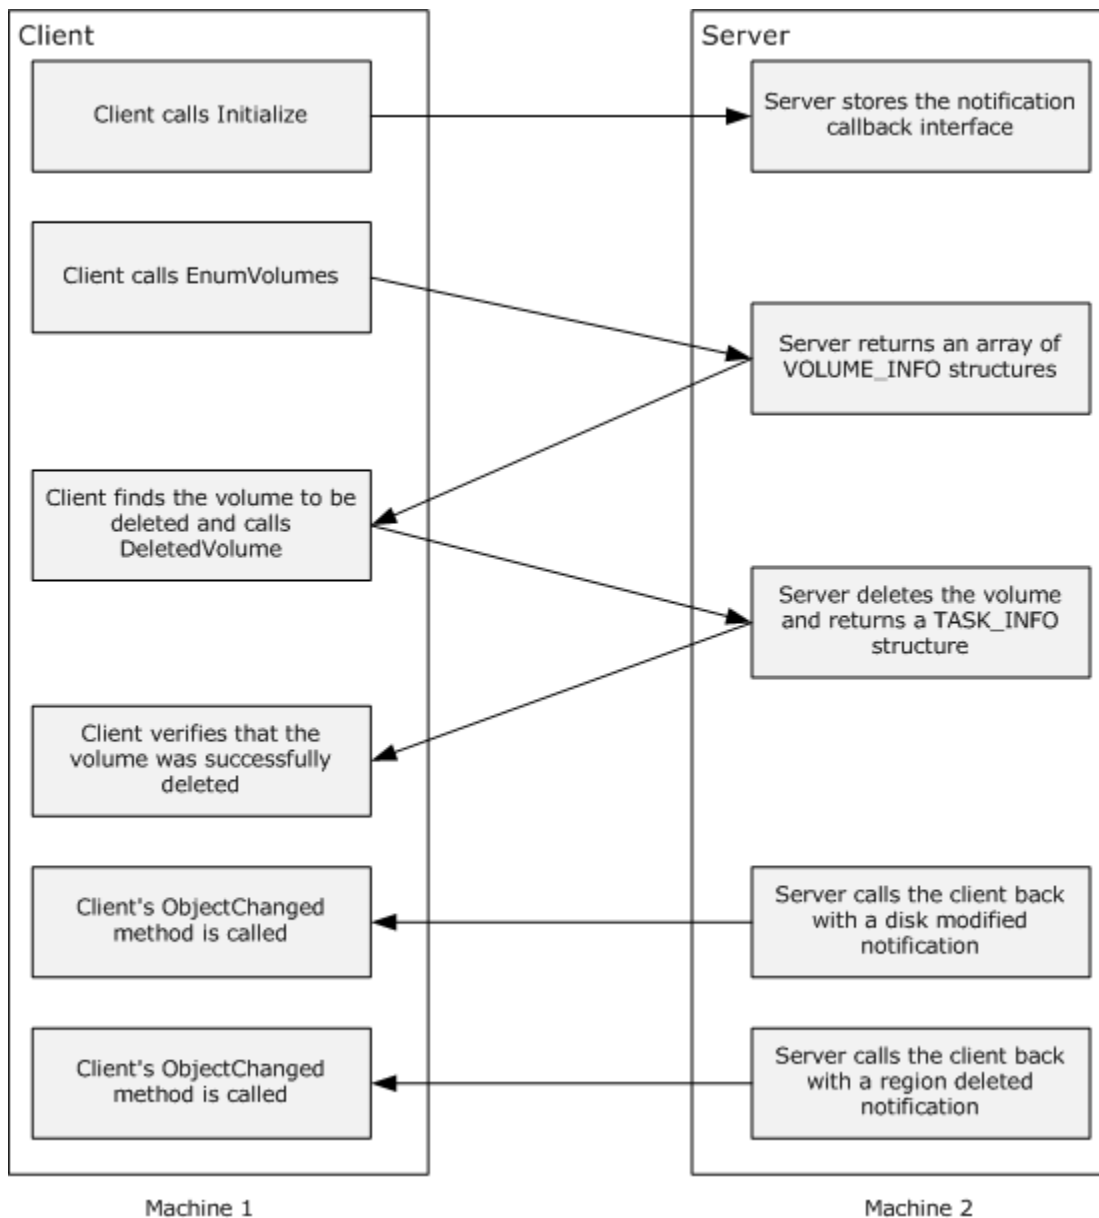 Client
Server
Client calls Initialize
Server stores the notification
callback interface
Client calls EnumVolumes
Server returns an array of
VOLUME_INFO structures
Client finds the volume to be
deleted and calls
DeletedVolume
Server deletes the volume
and returns a TASK_INFO
structure
Client verifies that the
volume was successfully
deleted
Client's ObjectChanged
method is called
Server calls the client back
with a disk modified
notification
Client's ObjectChanged
method is called
Server calls the client back
with a region deleted
notification
Machine 1
Machine 2